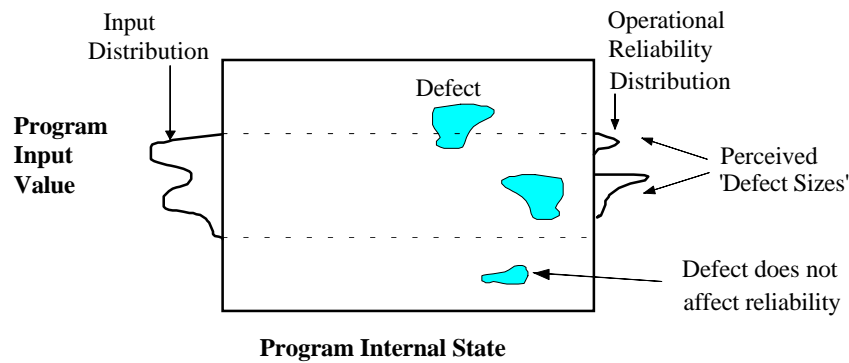 Input
Distribution
Operational
Reliability
Distribution
Defect
Program
Input
Value
Perceived
'Defect Sizes'
Defect does not
affect reliability
Program Internal State